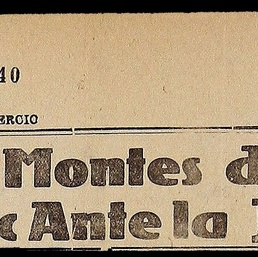 40
ERCIO
Montes d
Ante la